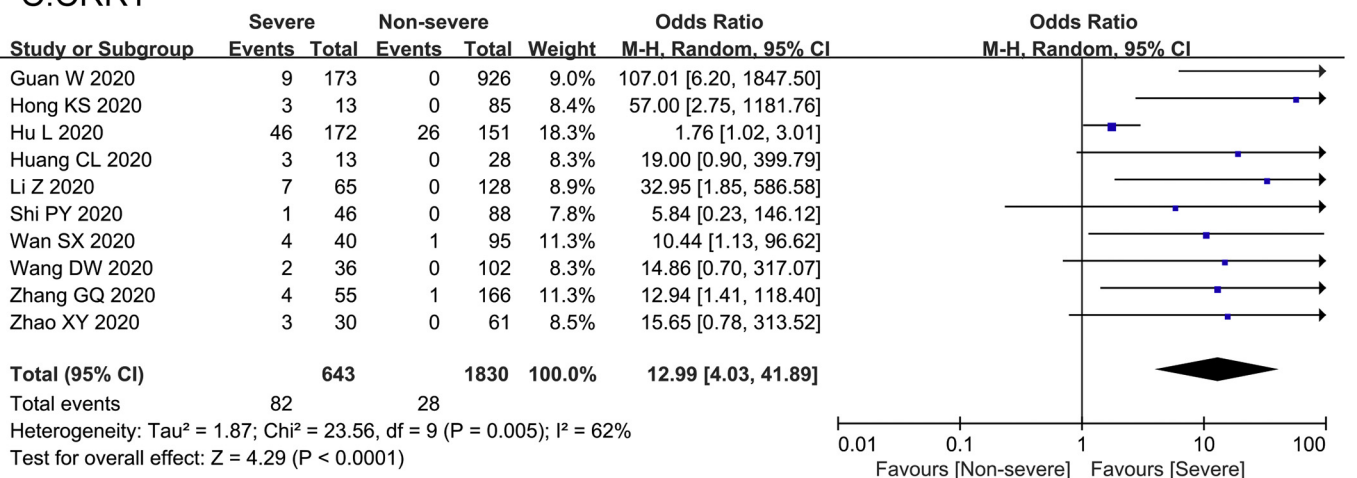 C.CRRT
Severe Non-severe Odds Ratio Odds Ratio
Study or Subgroup Events Total Events Total Weight M-H, Random, 95% CI M-H, Random, 95% CI
Guan W 2020 9 173 0 926 9.0% 107.01 [6.20, 1847.50]
Hong KS 2020 3 13 0 85 8.4% 57.00 [2.75, 1181.76]
Hu L 2020 46 172 26 151 18.3% 1.76 [1.02, 3.01]
Huang CL 2020 3 13 0 28 8.3% 19.00 [0.90, 399.79]
Li Z 2020 7 65 0 128 8.9% 32.95 [1.85, 586.58]
Shi PY 2020 1 46 0 88 7.8% 5.84 [0.23, 146.12]
Wan SX 2020 4 40 1 95 11.3% 10.44 [1.13, 96.62]
Wang DW 2020 2 36 0 102 8.3% 14.86 [0.70, 317.07]
Zhang GQ 2020 4 55 1 166 11.3% 12.94 [1.41, 118.40]
Zhao XY 2020 3 30 0 61 8.5% 15.65 [0.78, 313.52]
Total (95% CI) 643 1830 100.0% 12.99 [4.03, 41.89]
Total events 82 28
Heterogeneity: Tau² = 1.87; Chi² = 23.56, df = 9 (P = 0.005); I² = 62%
Test for overall effect: Z = 4.29 (P < 0.0001)
0.01 0.1 1 10 100
Favours [Non-severe] Favours [Severe]